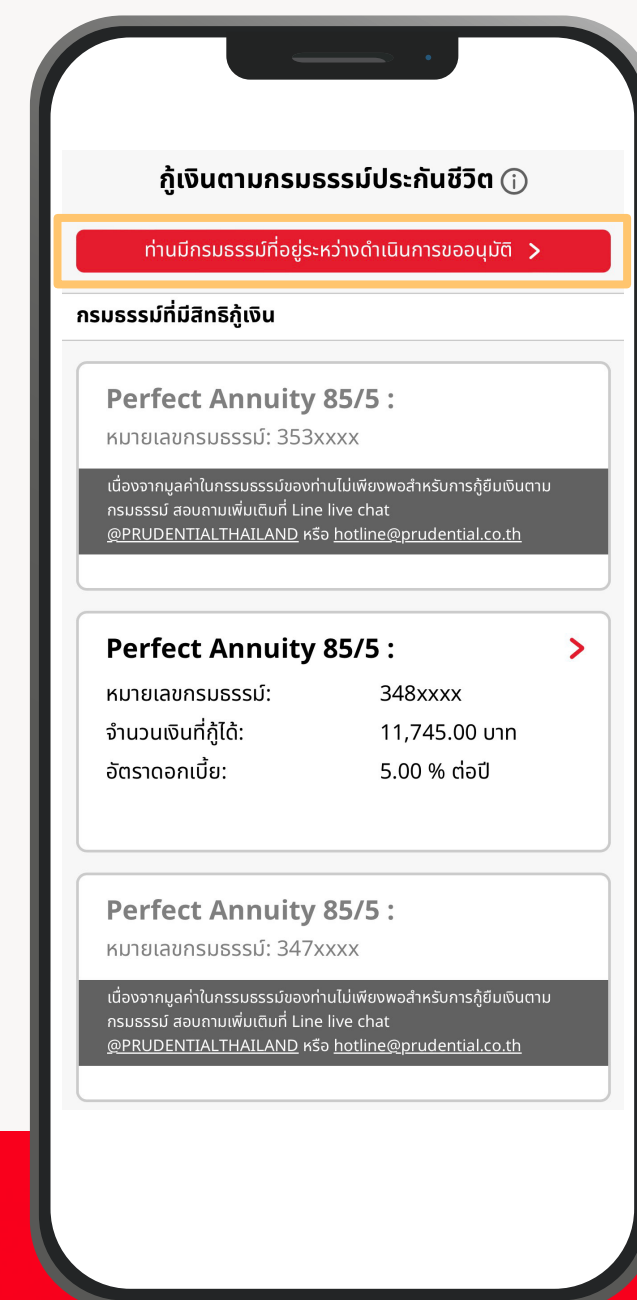 กู้เงินตามกรมธรรม์ประกันชีวิต
ท่านมีกรมธรรม์ที่อยู่ระหว่างดำเนินการขออนุมัติ
กรมธรรม์ที่มีสิทธิกู้เงิน
Perfect Annuity 85/5 :
หมายเลขกรมธรรม์: 353xxxx
เนื่องจากมูลค่าในกรรมธรรม์ของท่านไม่เพียงพอสำหรับการกู้ยืมเงินตาม
กรมธรรม์ สอบถามเพิ่มเติมที่ Line live chat
@PRUDENTIALTHAILAND หรือ hotline@prudential.co.th
Perfect Annuity 85/5 :
หมายเลขกรมธรรม์: 348xxxx
จำนวนเงินที่กู้ได้: 11,745.00 บาท
อัตราดอกเบี้ย: 5.00 % ต่อปี
Perfect Annuity 85/5 :
หมายเลขกรมธรรม์: 347xxxx
เนื่องจากมูลค่าในกรรมธรรม์ของท่านไม่เพียงพอสำหรับการกู้ยืมเงินตาม
กรมธรรม์ สอบถามเพิ่มเติมที่ Line live chat
@PRUDENTIALTHAILAND หรือ hotline@prudential.co.th